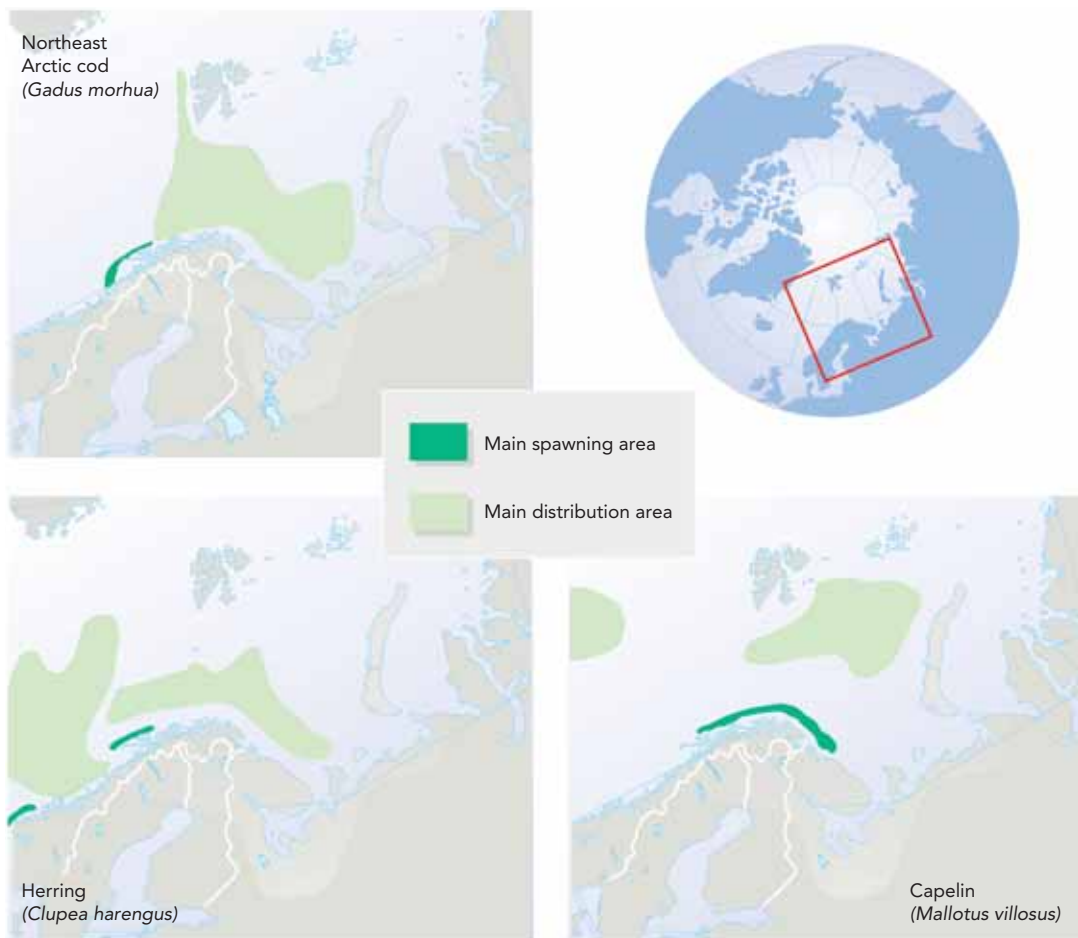 Northeast
Arctic cod
(Gadus morhua)
Main spawning area
Main distribution area
Herring
(Clupea harengus)
Capelin
(Mallotus villosus)